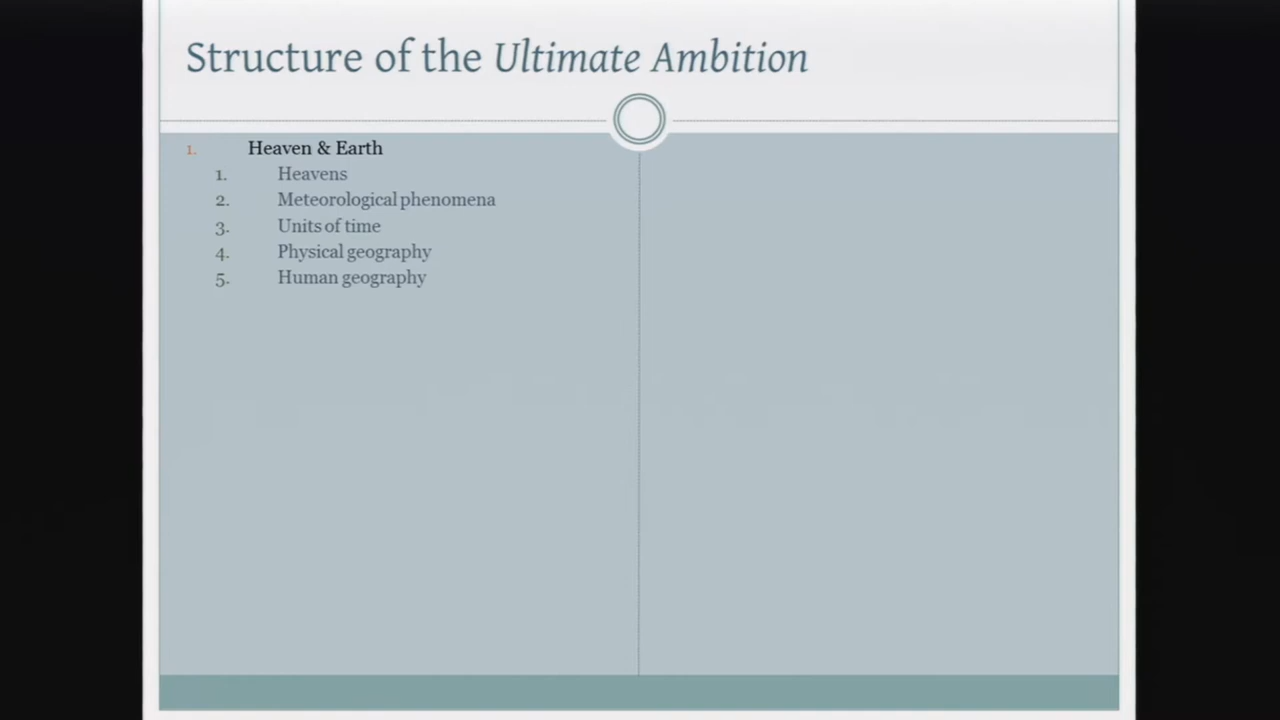 Structure of the Ultimate Ambition
1. Heaven & Earth
1. Heavens
2. Meteorological phenomena
3. Units of time
4. Physical geography
5. Human geography